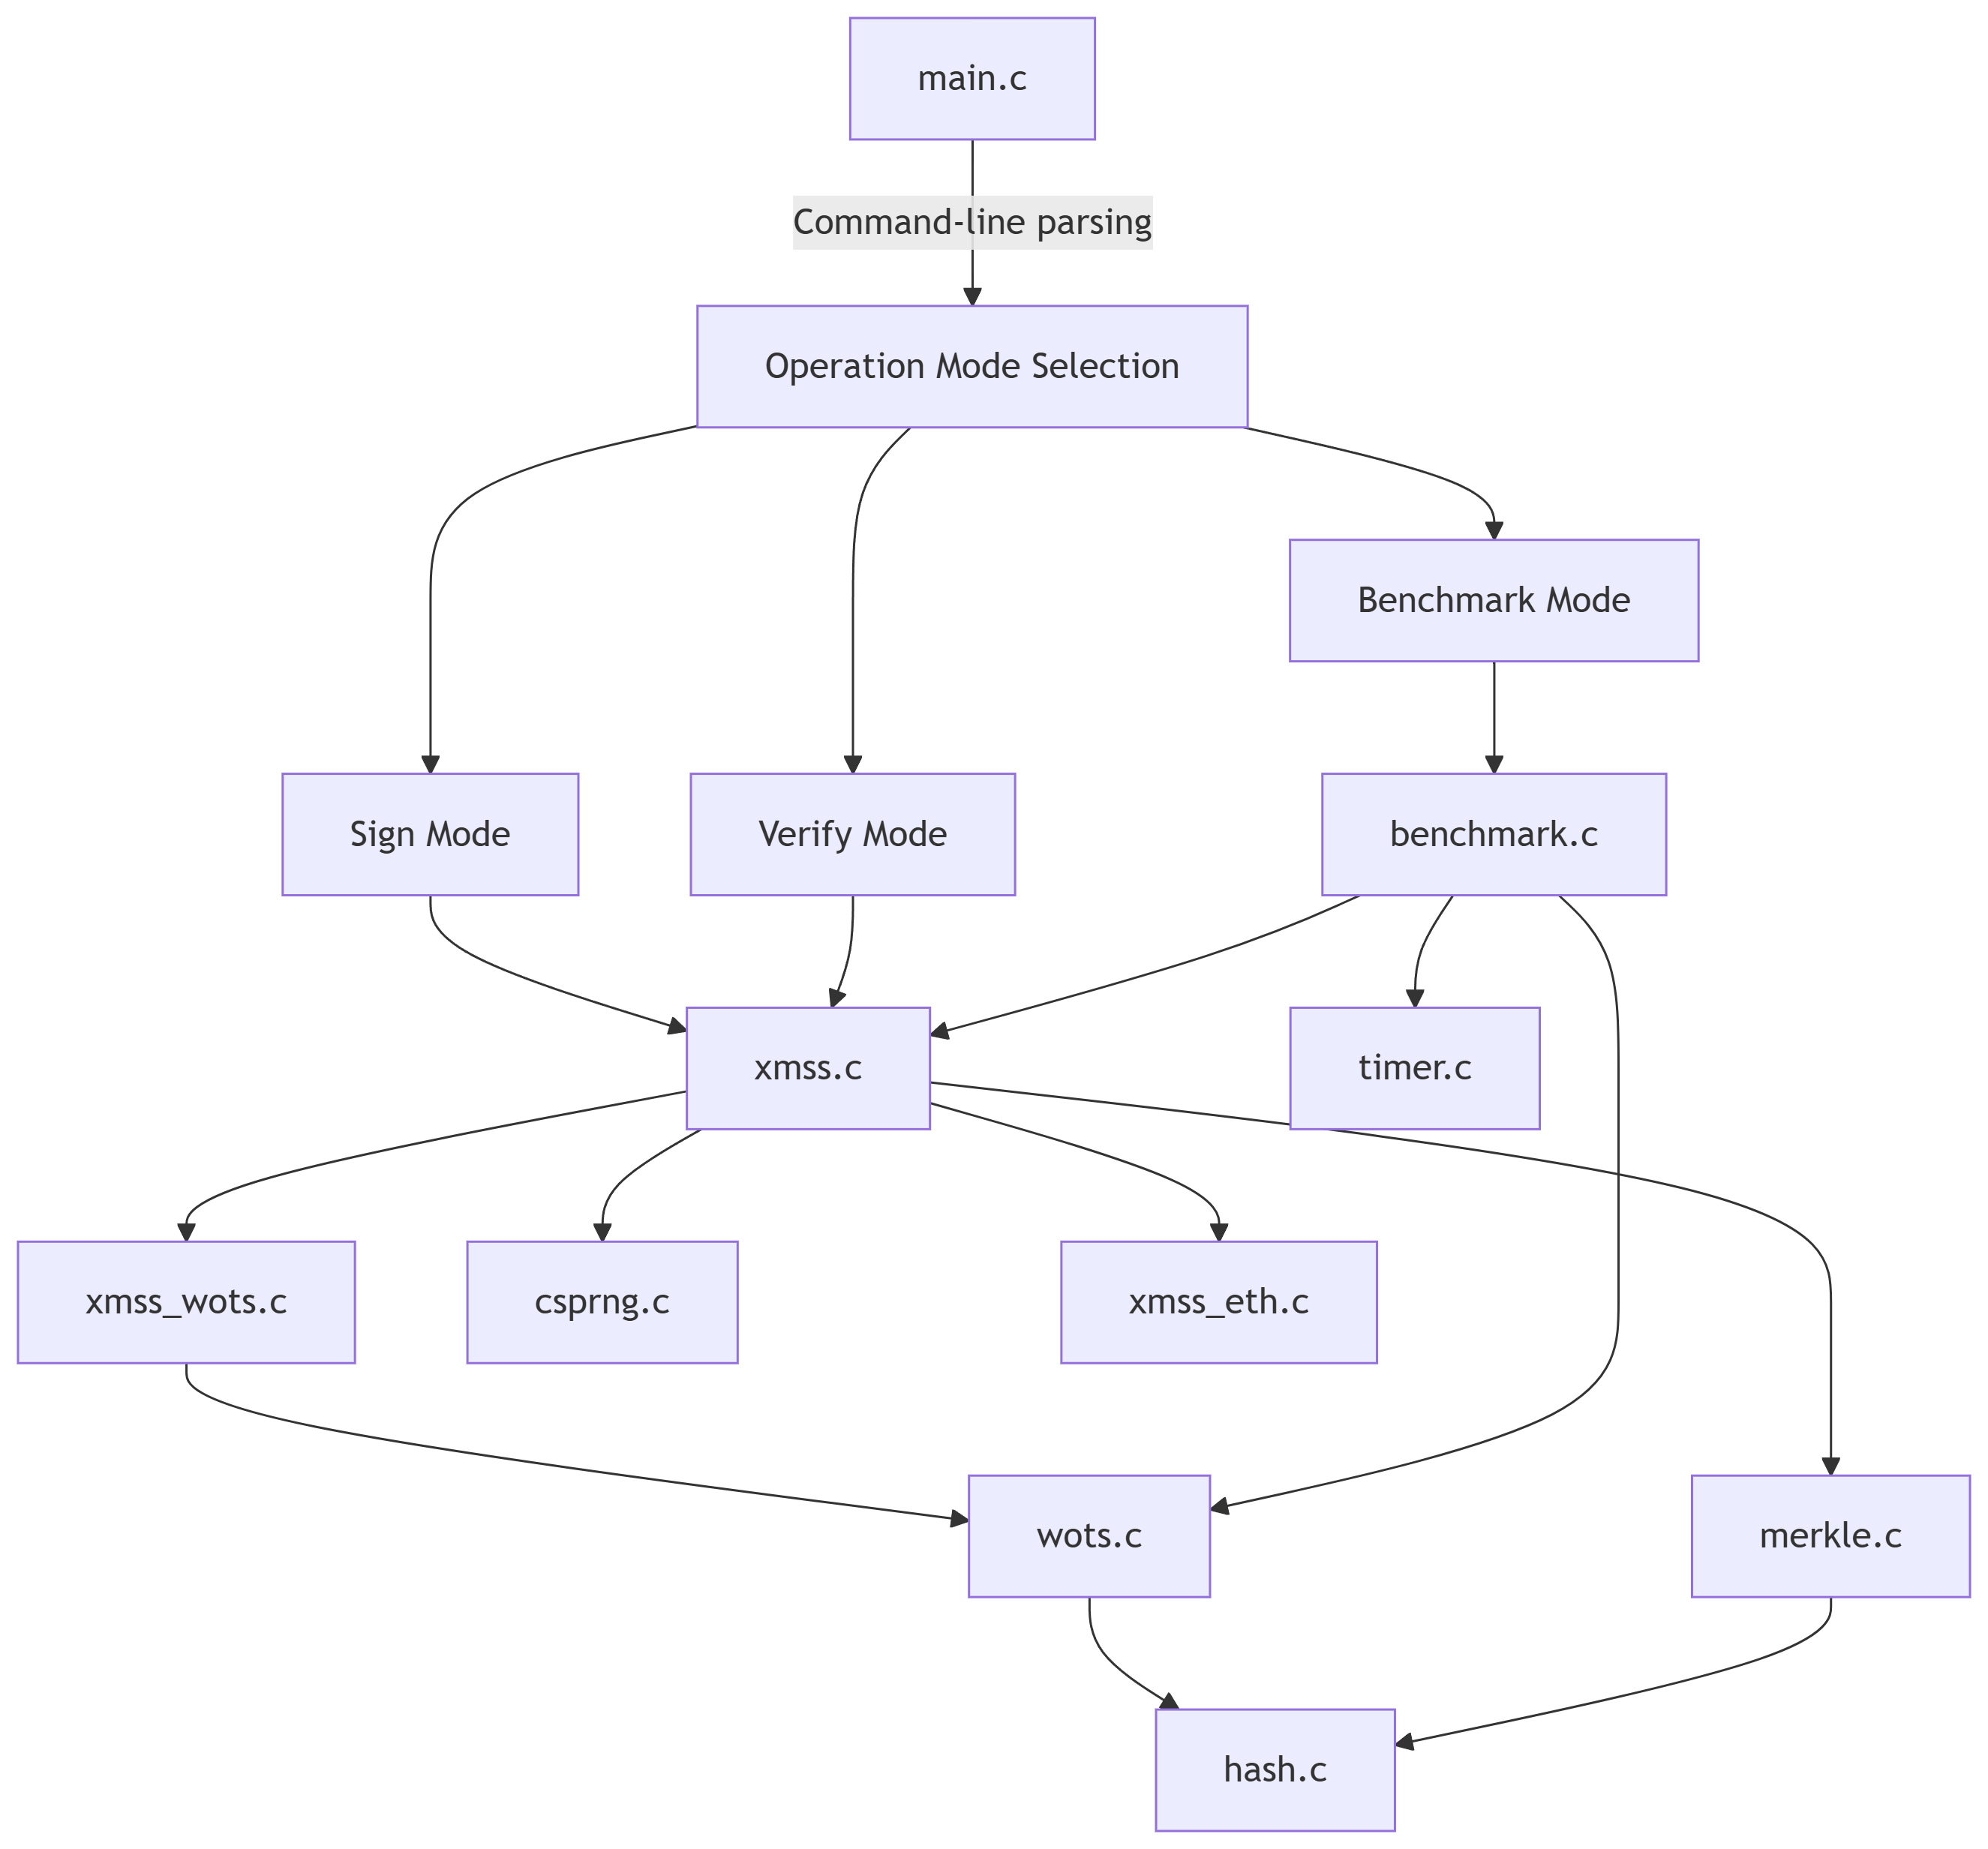 main.c
Command-line parsing
Operation Mode Selection
Benchmark Mode
Sign Mode
Verify Mode
benchmark.c
xmss.c
timer.c
xmss_wots.c
csprng.c
xmss_eth.c
wots.c
merkle.c
hash.c